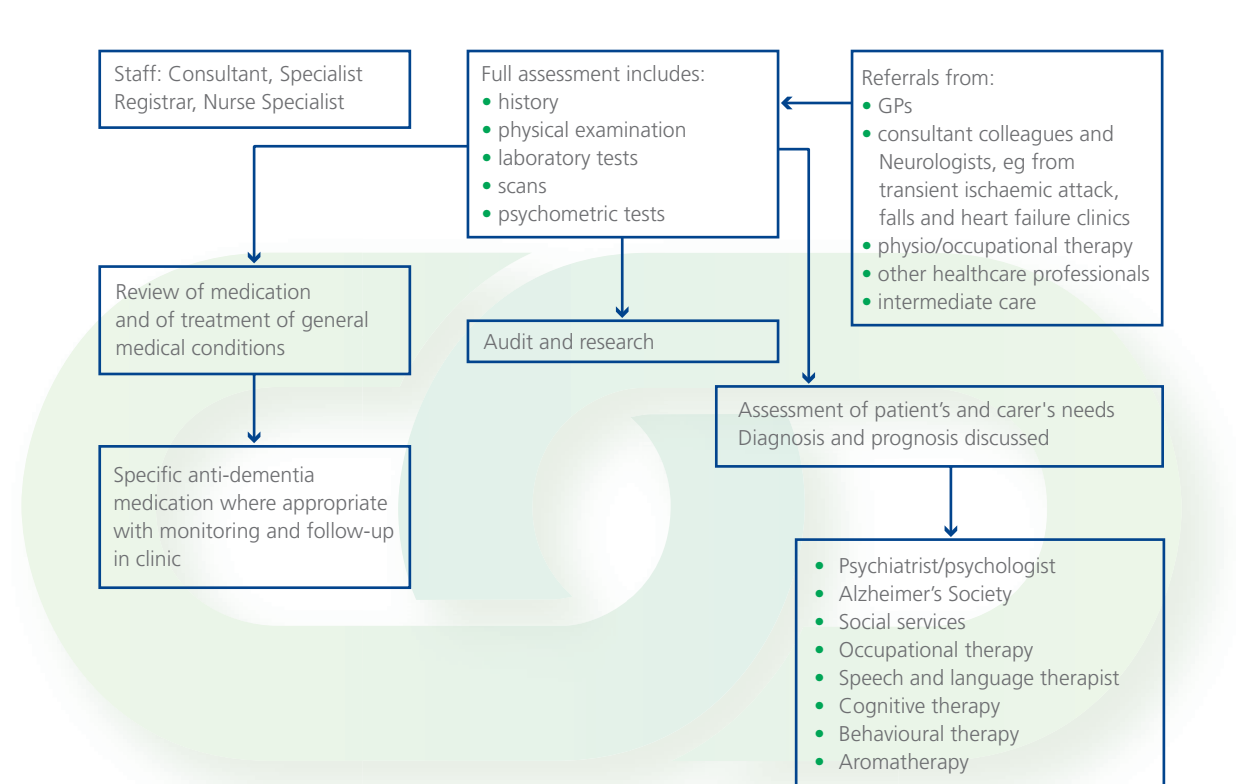 Staff: Consultant, Specialist
Registrar, Nurse Specialist
Full assessment includes:
• history
• physical examination
• laboratory tests
• scans
• psychometric tests
Referrals from:
• GPs
• consultant colleagues and
Neurologists, eg from
transient ischaemic attack,
falls and heart failure clinics
• physio/occupational therapy
• other healthcare professionals
• intermediate care
Review of medication
and of treatment of general
medical conditions
Audit and research
Assessment of patient’s and carer's needs
Diagnosis and prognosis discussed
Specific anti-dementia
medication where appropriate
with monitoring and follow-up
in clinic
• Psychiatrist/psychologist
• Alzheimer’s Society
• Social services
• Occupational therapy
• Speech and language therapist
• Cognitive therapy
• Behavioural therapy
• Aromatherapy